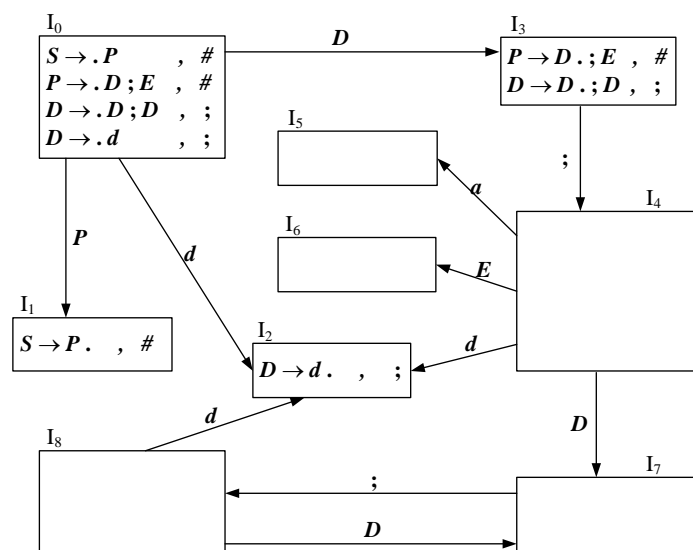 I₀
S → . P , #
P → . D ; E , #
D → . D ; D , ;
D → . d , ;
D
I₃
P → D . ; E , #
D → D . ; D , ;
I₅
a
;
I₄
I₆
E
P
d
I₁
S → P . , #
I₂
D → d . , ;
d
d
D
I₈
I₇
;
D